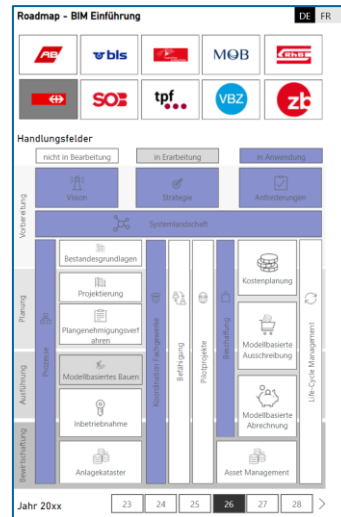 Roadmap - BIM Einführung
DE FR
AB
bls
MOB
RhB
SOB
tpf
VBZ
zb
Handlungsfelder
nicht in Bearbeitung
in Erarbeitung
in Anwendung
Vorbereitung
Vision
Strategie
Anforderungen
Systemlandschaft
Planung
Ausführung
Bewirtschaftung
Prozesse
Bestandesgrundlagen
Projektierung
Plangenehmigungsverf
ahren
Modellbasiertes Bauen
Inbetriebnahme
Anlagekataster
Koordination Fachgewerke
Befähigung
Pilotprojekte
Beschaffung
Kostenplanung
Modellbasierte
Ausschreibung
Modellbasierte
Abrechnung
Asset Management
Life-Cycle Management
Jahr 20xx
23 24 25 26 27 28